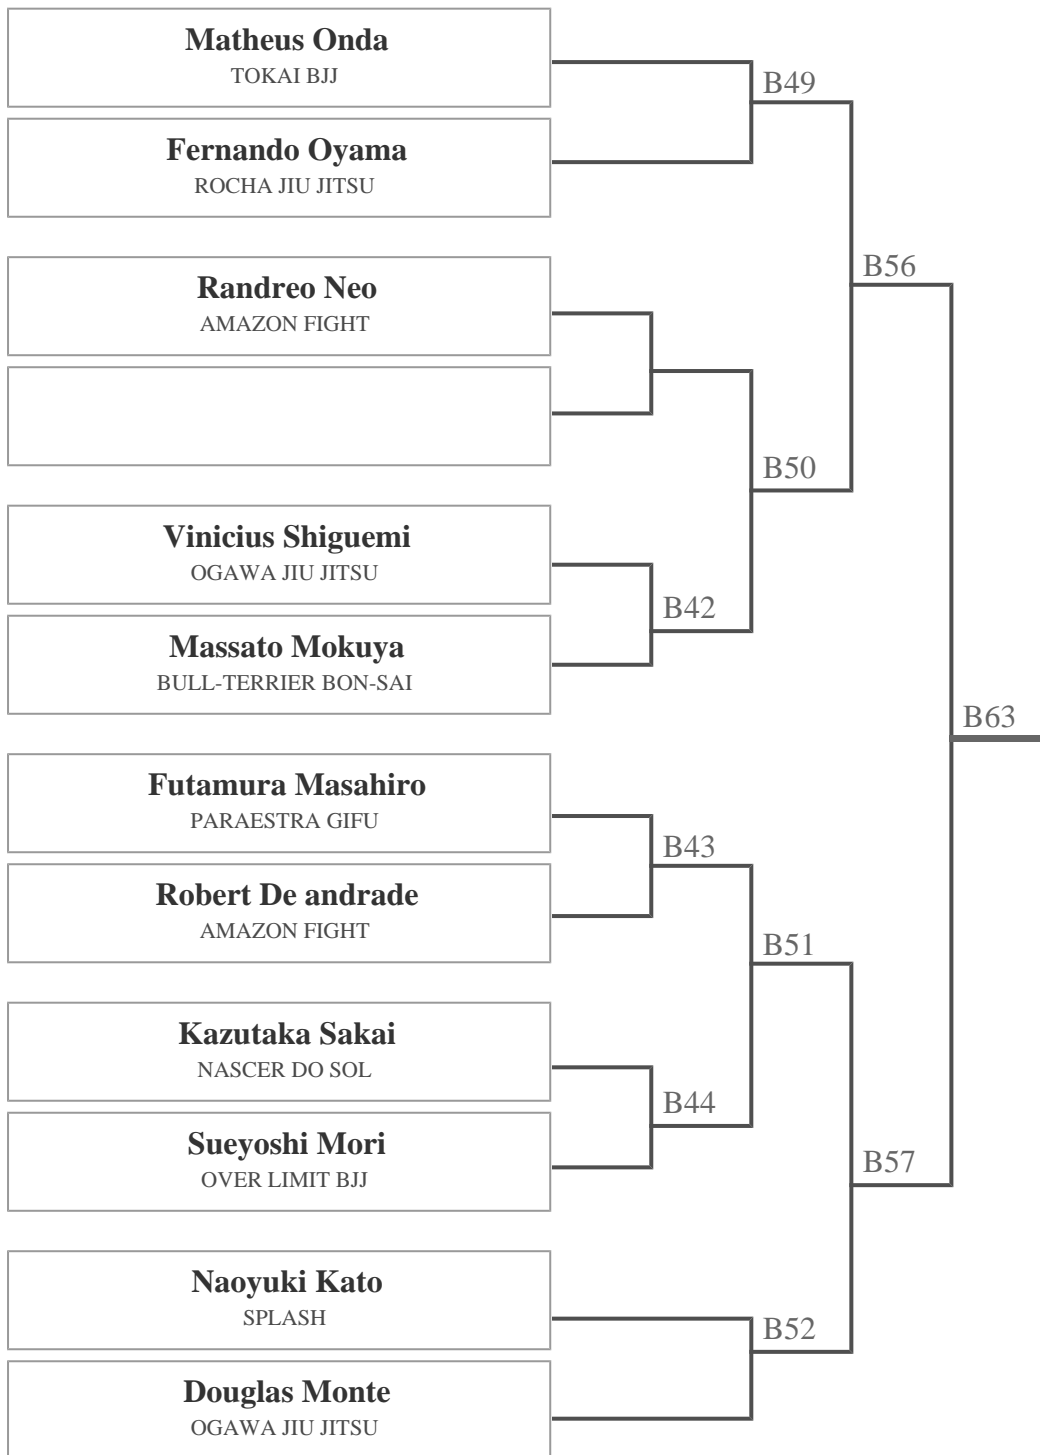 Matheus Onda
TOKAI BJJ
B49
Fernando Oyama
ROCHA JIU JITSU
B56
Randreo Neo
AMAZON FIGHT
B50
Vinicius Shiguemi
OGAWA JIU JITSU
B42
Massato Mokuya
BULL-TERRIER BON-SAI
B63
Futamura Masahiro
PARAESTRA GIFU
B43
Robert De andrade
AMAZON FIGHT
B51
Kazutaka Sakai
NASCER DO SOL
B44
Sueyoshi Mori
OVER LIMIT BJJ
B57
Naoyuki Kato
SPLASH
B52
Douglas Monte
OGAWA JIU JITSU